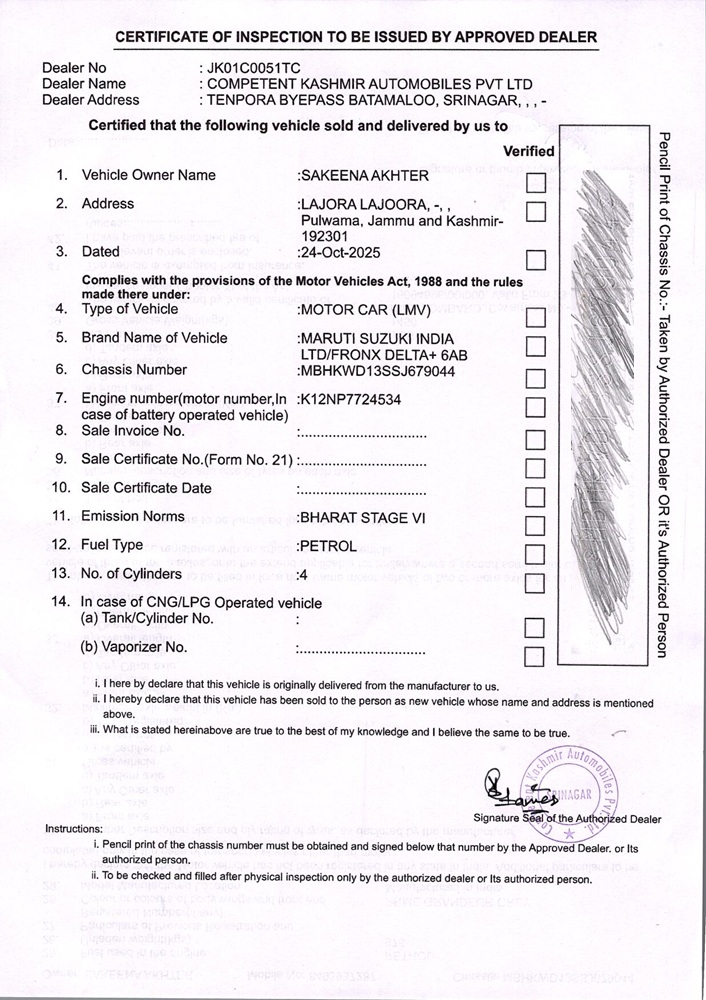 CERTIFICATE OF INSPECTION TO BE ISSUED BY APPROVED DEALER
Dealer No : JK01C0051TC
Dealer Name : COMPETENT KASHMIR AUTOMOBILES PVT LTD
Dealer Address : TENPORA BYEPASS BATAMALOO, SRINAGAR, , , -
Certified that the following vehicle sold and delivered by us to
Verified
1. Vehicle Owner Name :SAKEENA AKHTER
2. Address :LAJORA LAJOORA, -, ,
Pulwama, Jammu and Kashmir-
192301
3. Dated :24-Oct-2025
Complies with the provisions of the Motor Vehicles Act, 1988 and the rules
made there under:
4. Type of Vehicle :MOTOR CAR (LMV)
5. Brand Name of Vehicle :MARUTI SUZUKI INDIA
LTD/FRONX DELTA+ 6AB
6. Chassis Number :MBHKWD13SSJ679044
7. Engine number(motor number,In :K12NP7724534
case of battery operated vehicle)
8. Sale Invoice No. :..............................
9. Sale Certificate No.(Form No. 21) :..............................
10. Sale Certificate Date :..............................
11. Emission Norms :BHARAT STAGE VI
12. Fuel Type :PETROL
13. No. of Cylinders :4
14. In case of CNG/LPG Operated vehicle
(a) Tank/Cylinder No. :
(b) Vaporizer No. :..............................
Pencil Print of Chassis No.:- Taken by Authorized Dealer OR it's Authorized Person
i. I here by declare that this vehicle is originally delivered from the manufacturer to us.
ii. I hereby declare that this vehicle has been sold to the person as new vehicle whose name and address is mentioned
above.
iii. What is stated hereinabove are true to the best of my knowledge and I believe the same to be true.
Kashmir Automobiles Pvt. Ltd.
SRINAGAR
Signature Seal of the Authorized Dealer
Instructions:
i. Pencil print of the chassis number must be obtained and signed below that number by the Approved Dealer. or Its
authorized person.
ii. To be checked and filled after physical inspection only by the authorized dealer or Its authorized person.